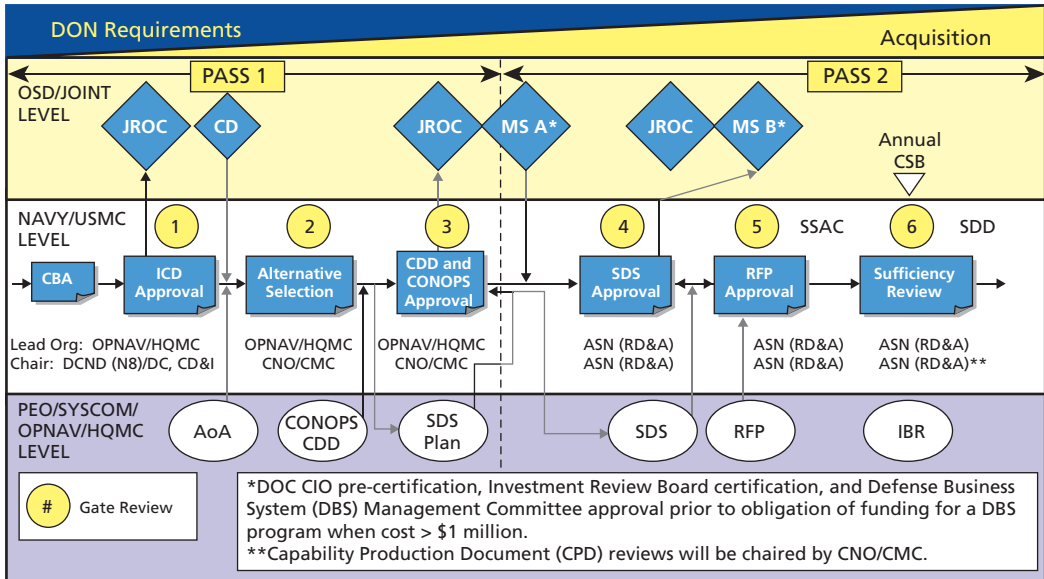 DON Requirements
Acquisition
PASS 1
PASS 2
OSD/JOINT
LEVEL
JROC
CD
JROC
MS A*
JROC
MS B*
Annual
CSB
NAVY/USMC
LEVEL
1
2
3
4
5
SSAC
6
SDD
CBA
ICD
Approval
Alternative
Selection
CDD and
CONOPS
Approval
SDS
Approval
RFP
Approval
Sufficiency
Review
Lead Org: OPNAV/HQMC
Chair: DCND (N8)/DC, CD&I
OPNAV/HQMC
CNO/CMC
OPNAV/HQMC
CNO/CMC
ASN (RD&A)
ASN (RD&A)
ASN (RD&A)
ASN (RD&A)
ASN (RD&A)
ASN (RD&A)**
PEO/SYSCOM/
OPNAV/HQMC
LEVEL
AoA
CONOPS
CDD
SDS
Plan
SDS
RFP
IBR
# Gate Review
*DOC CIO pre-certification, Investment Review Board certification, and Defense Business
System (DBS) Management Committee approval prior to obligation of funding for a DBS
program when cost > $1 million.
**Capability Production Document (CPD) reviews will be chaired by CNO/CMC.